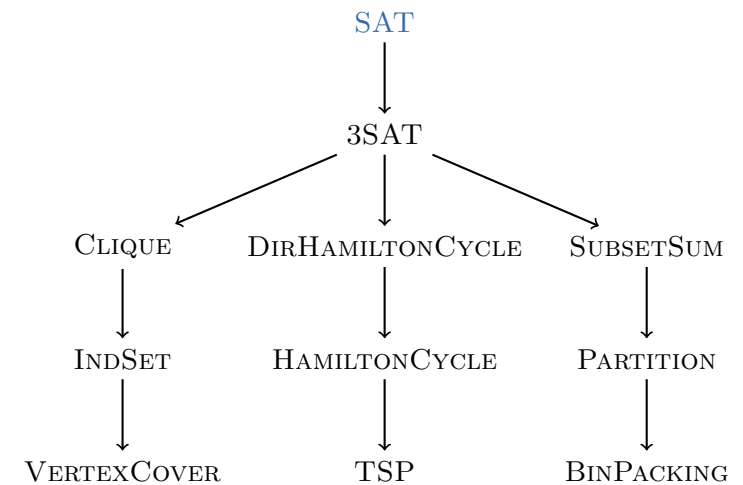 SAT
3SAT
CLIQUE DIRHAMILTONCYCLE SUBSETSUM
INDSET HAMILTONCYCLE PARTITION
VERTEXCOVER TSP BINPACKING